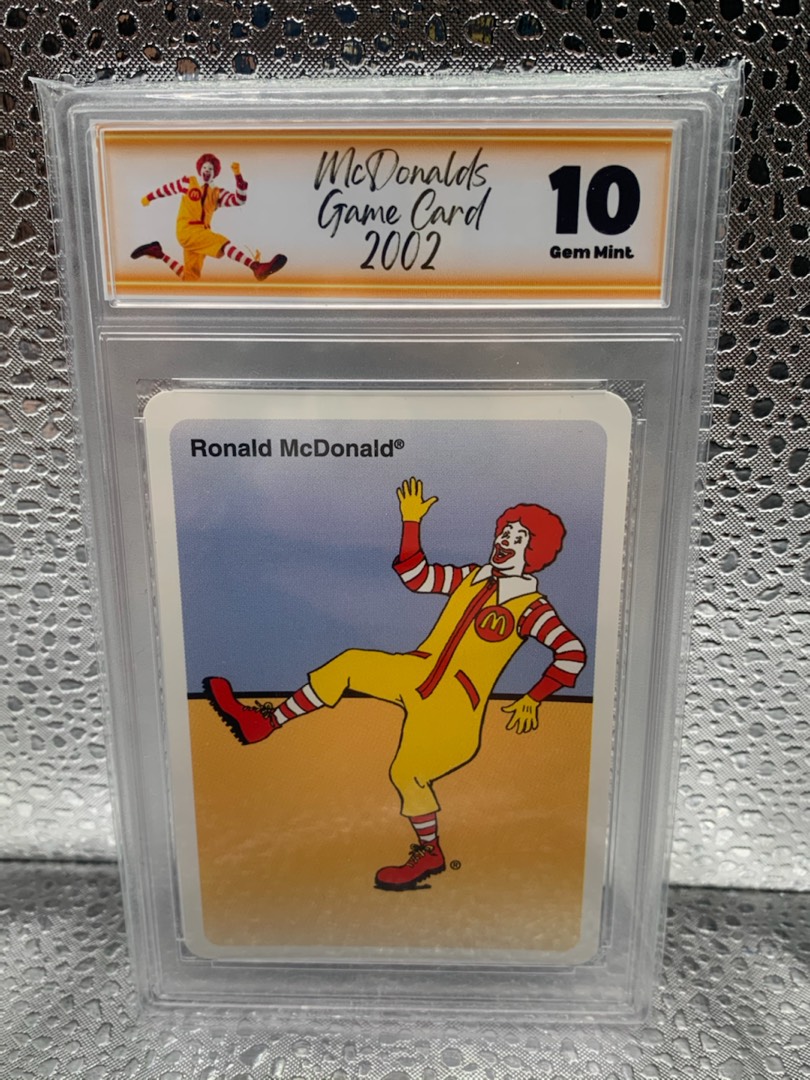 McDonalds
Game Card
2002
10
Gem Mint
Ronald McDonald®
M
®